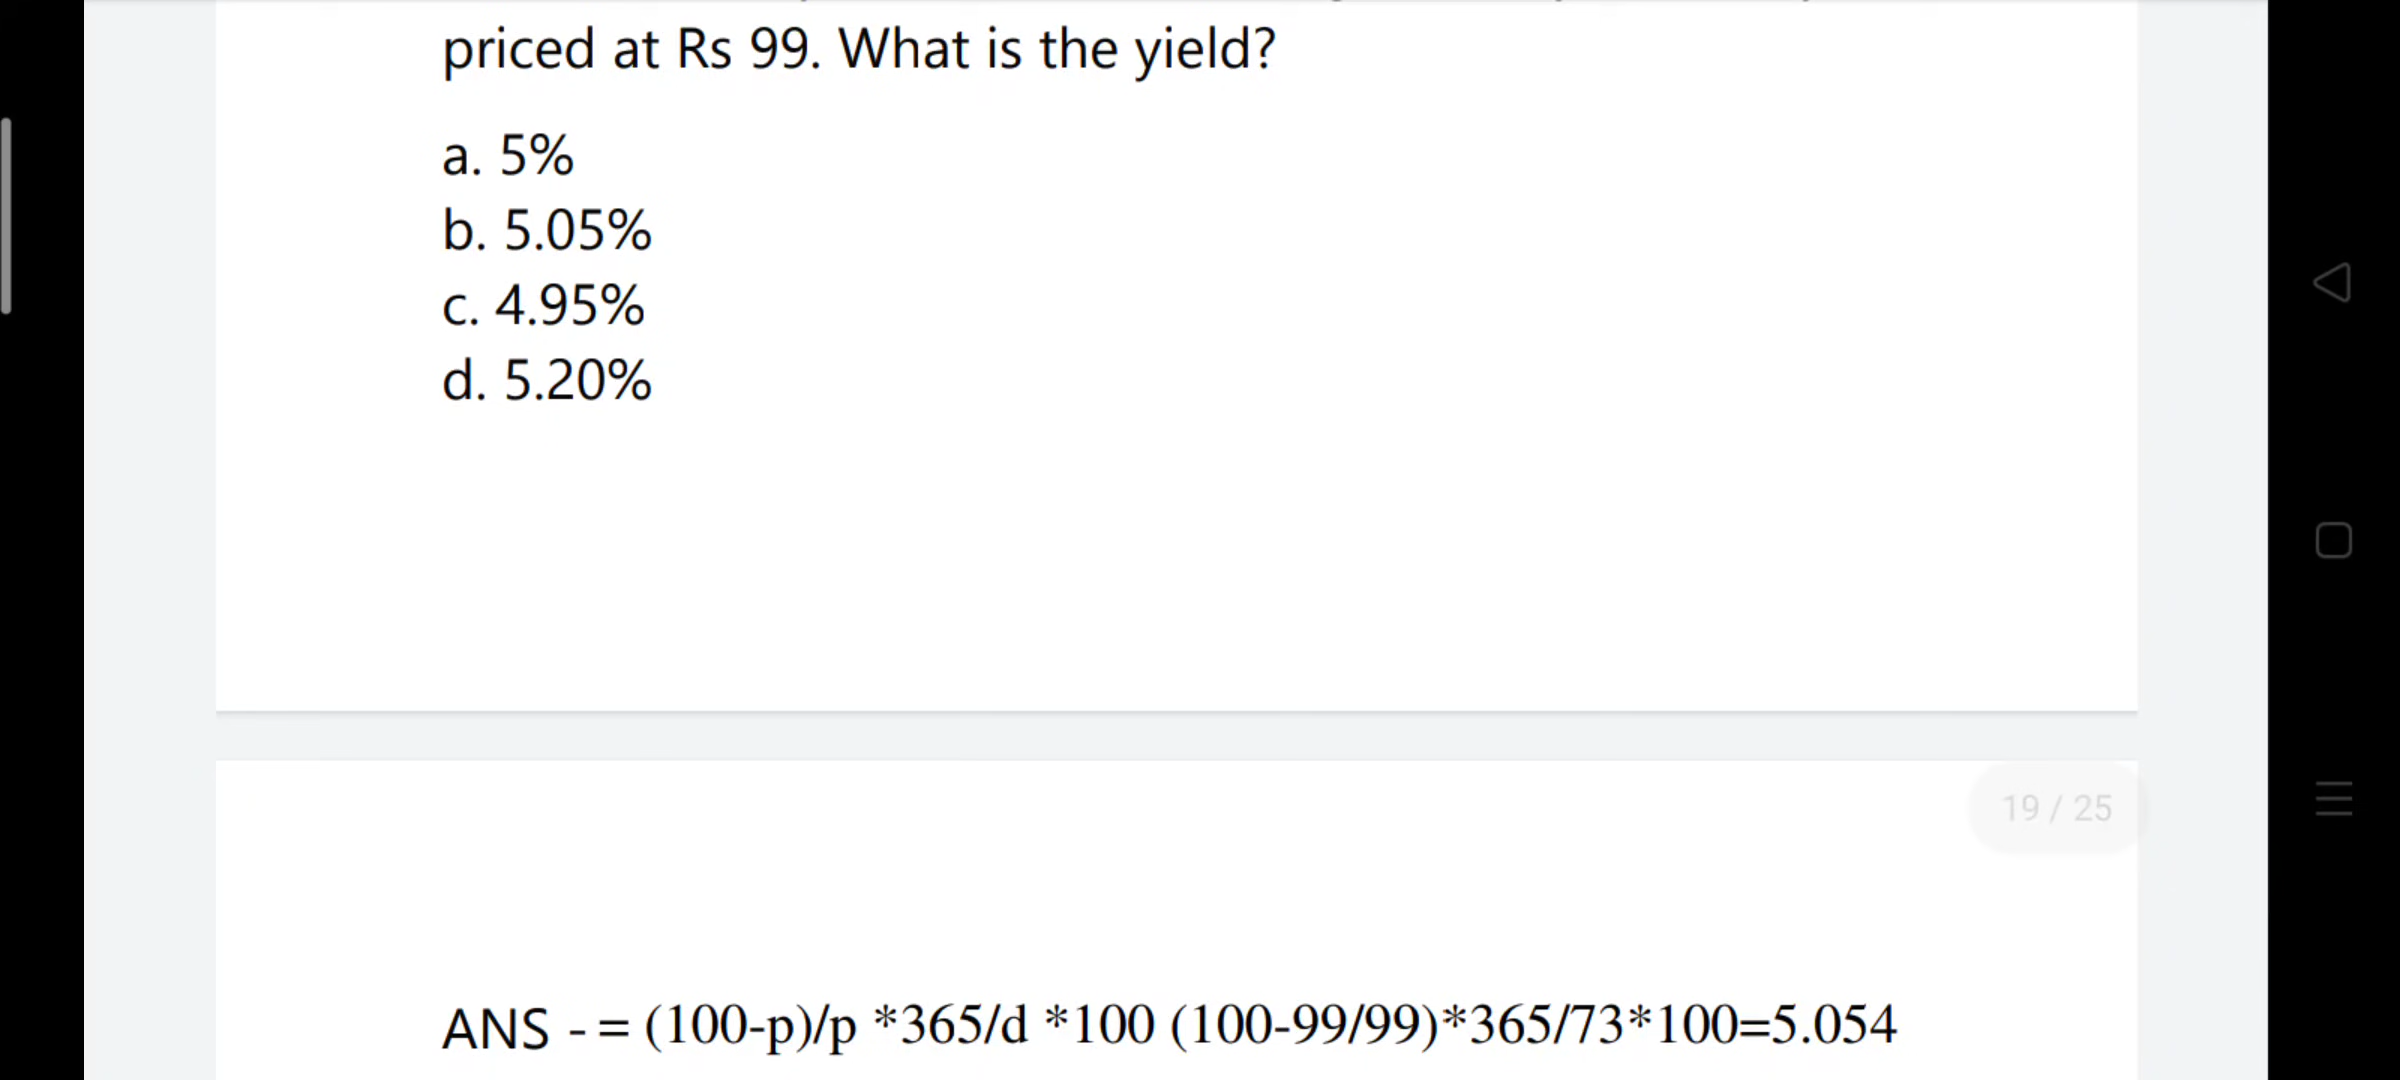 priced at Rs 99. What is the yield?
a. 5%
b. 5.05%
c. 4.95%
d. 5.20%
19 / 25
ANS - = (100-p)/p *365/d *100 (100-99/99)*365/73*100=5.054